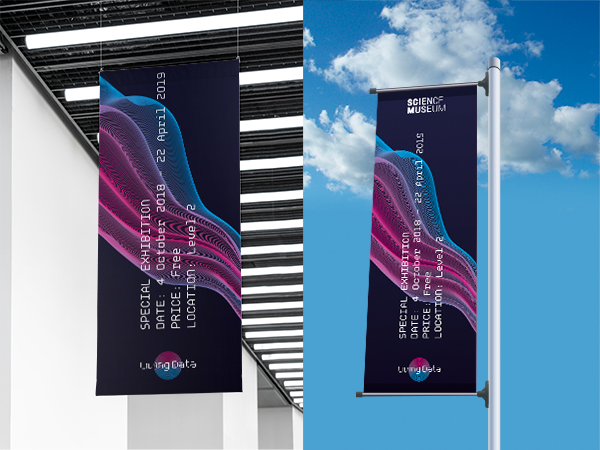 SPECIAL EXHIBITION
DATE: 4 October 2018 — 22 April 2019
PRICE: Free
LOCATION: Level 2
Living Data
SCIENCE
MUSEUM
SPECIAL EXHIBITION
DATE: 4 October 2018 — 22 April 2019
PRICE: Free
LOCATION: Level 2
Living Data